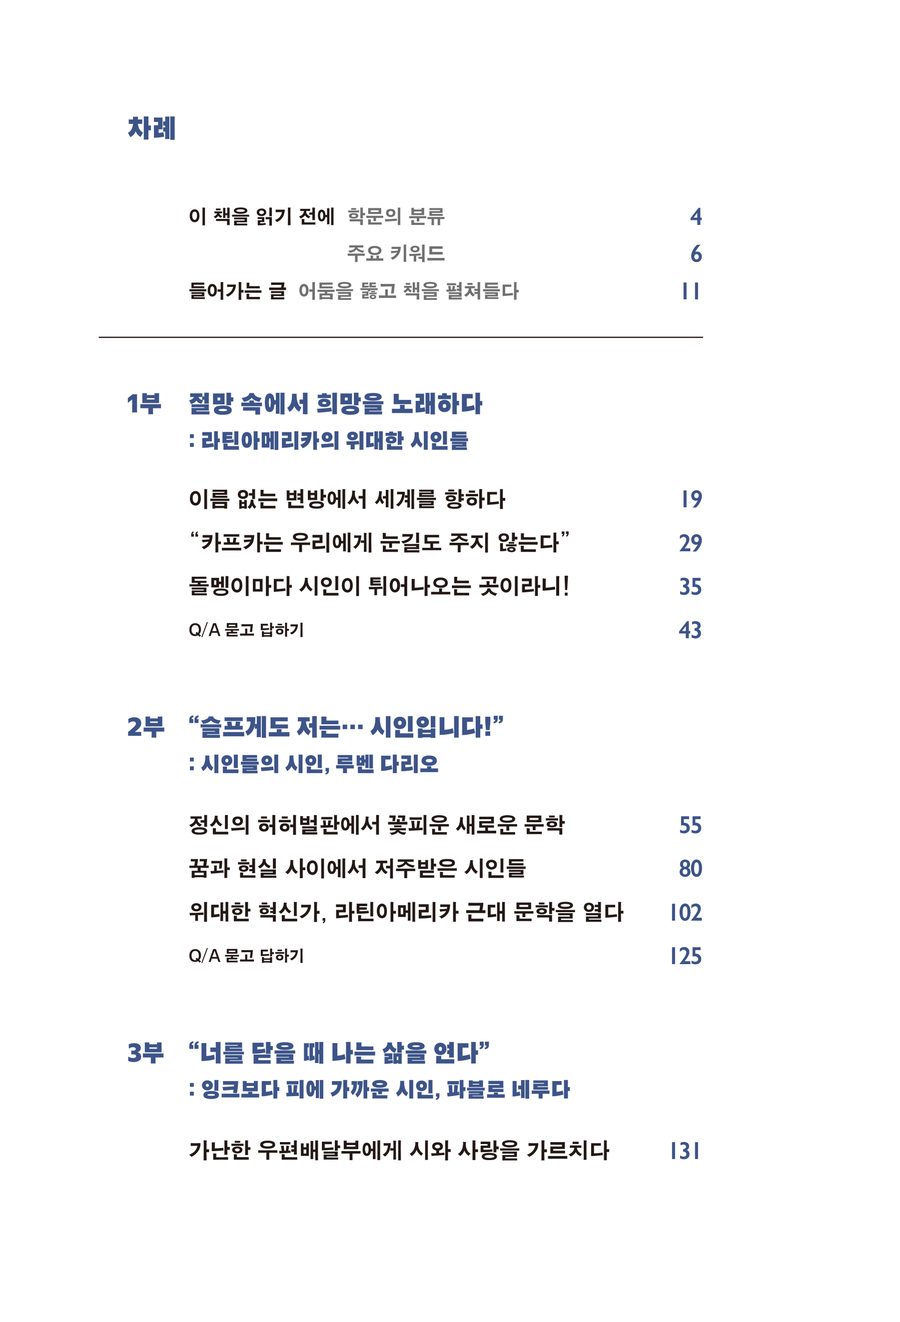 차례
이 책을 읽기 전에 학문의 분류 4
주요 키워드 6
들어가는 글 어둠을 뚫고 책을 펼쳐들다 11
1부 절망 속에서 희망을 노래하다
: 라틴아메리카의 위대한 시인들
이름 없는 변방에서 세계를 향하다 19
“카프카는 우리에게 눈길도 주지 않는다” 29
돌멩이마다 시인이 튀어나오는 곳이라니! 35
Q/A 묻고 답하기 43
2부 “슬프게도 저는… 시인입니다!”
: 시인들의 시인, 루벤 다리오
정신의 허허벌판에서 꽃피운 새로운 문학 55
꿈과 현실 사이에서 저주받은 시인들 80
위대한 혁신가, 라틴아메리카 근대 문학을 열다 102
Q/A 묻고 답하기 125
3부 “너를 닫을 때 나는 삶을 연다”
: 잉크보다 피에 가까운 시인, 파블로 네루다
가난한 우편배달부에게 시와 사랑을 가르치다 131